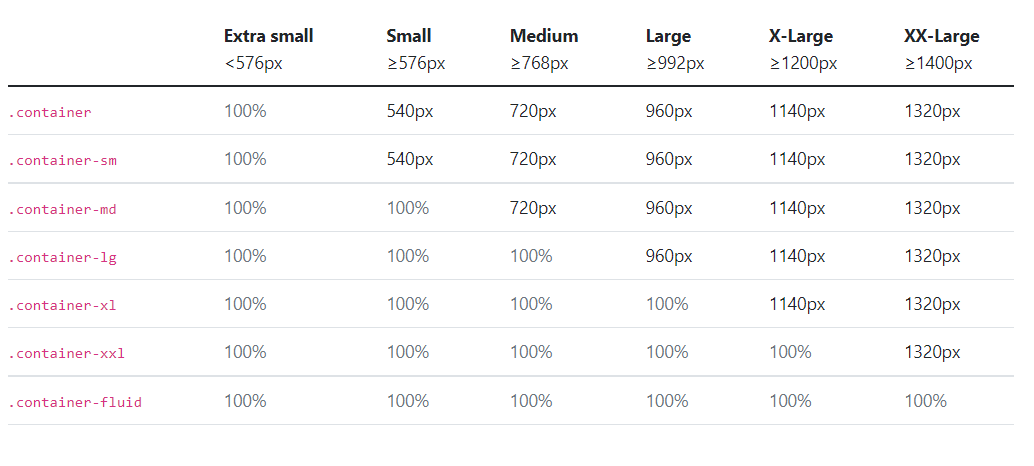 Extra small Small Medium Large X-Large XX-Large
<576px ≥576px ≥768px ≥992px ≥1200px ≥1400px
.container 100% 540px 720px 960px 1140px 1320px
.container-sm 100% 540px 720px 960px 1140px 1320px
.container-md 100% 100% 720px 960px 1140px 1320px
.container-lg 100% 100% 100% 960px 1140px 1320px
.container-xl 100% 100% 100% 100% 1140px 1320px
.container-xxl 100% 100% 100% 100% 100% 1320px
.container-fluid 100% 100% 100% 100% 100% 100%